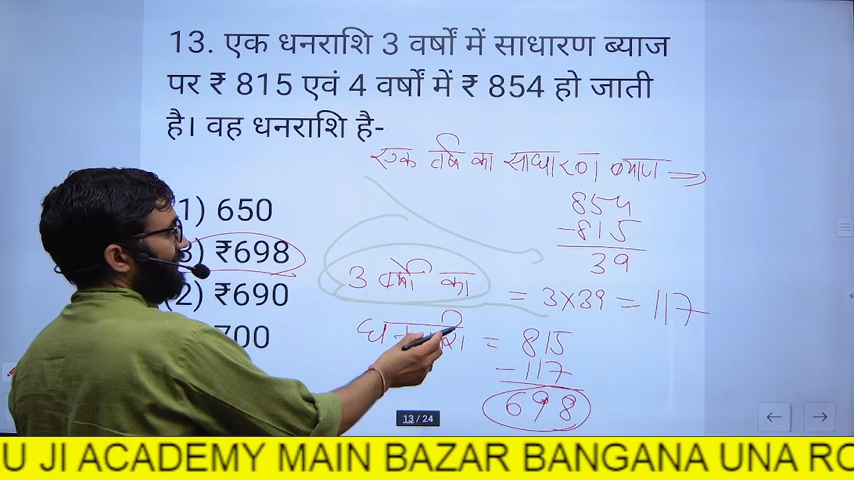 13. एक धनराशि 3 वर्षों में साधारण ब्याज
पर ₹ 815 एवं 4 वर्षों में ₹ 854 हो जाती
है। वह धनराशि है-
एक वर्ष का साधारण ब्याज ⇒
854
-815
39
1) 650
3) ₹698
(2) ₹690
700
3 वर्षो का = 3×39 = 117
धनराशी = 815
-117
698
13 / 24
U JI ACADEMY MAIN BAZAR BANGANA UNA RO